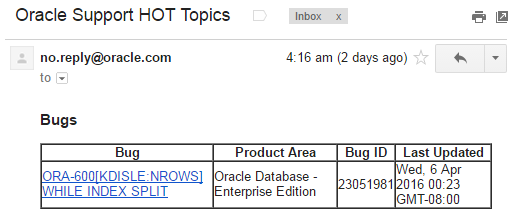 Oracle Support HOT Topics
Inbox x
no.reply@oracle.com
4:16 am (2 days ago)
to
Bugs
Bug Product Area Bug ID Last Updated
ORA-600[KDISLE:NROWS] WHILE INDEX SPLIT
Oracle Database - Enterprise Edition
23051981
Wed, 6 Apr 2016 00:23 GMT-08:00